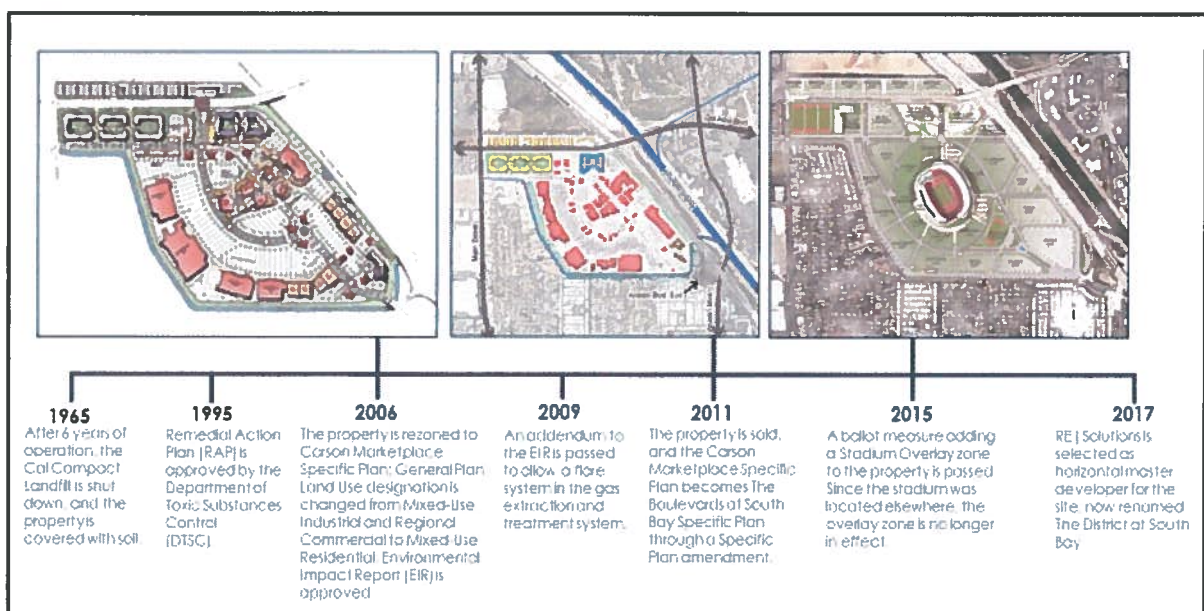 1965
After 6 years of
operation, the
Cal Compact
Landfill is shut
down, and the
property is
covered with soil.
1995
Remedial Action
Plan (RAP) is
approved by the
Department of
Toxic Substances
Control
(DTSC)
2006
The property is rezoned to
Carson Marketplace
Specific Plan; General Plan
Land Use designation is
changed from Mixed-Use
Industrial and Regional
Commercial to Mixed-Use
Residential. Environmental
Impact Report (EIR) is
approved
2009
An addendum to
the EIR is passed
to allow a flare
system in the gas
extraction and
treatment system.
2011
The property is sold,
and the Carson
Marketplace Specific
Plan becomes The
Boulevards at South
Bay Specific Plan
through a Specific
Plan amendment.
2015
A ballot measure adding
a Stadium Overlay zone
to the property is passed
Since the stadium was
located elsewhere, the
overlay zone is no longer
in effect
2017
RE|Solutions is
selected as
horizontal master
developer for the
site, now renamed
The District at South
Bay